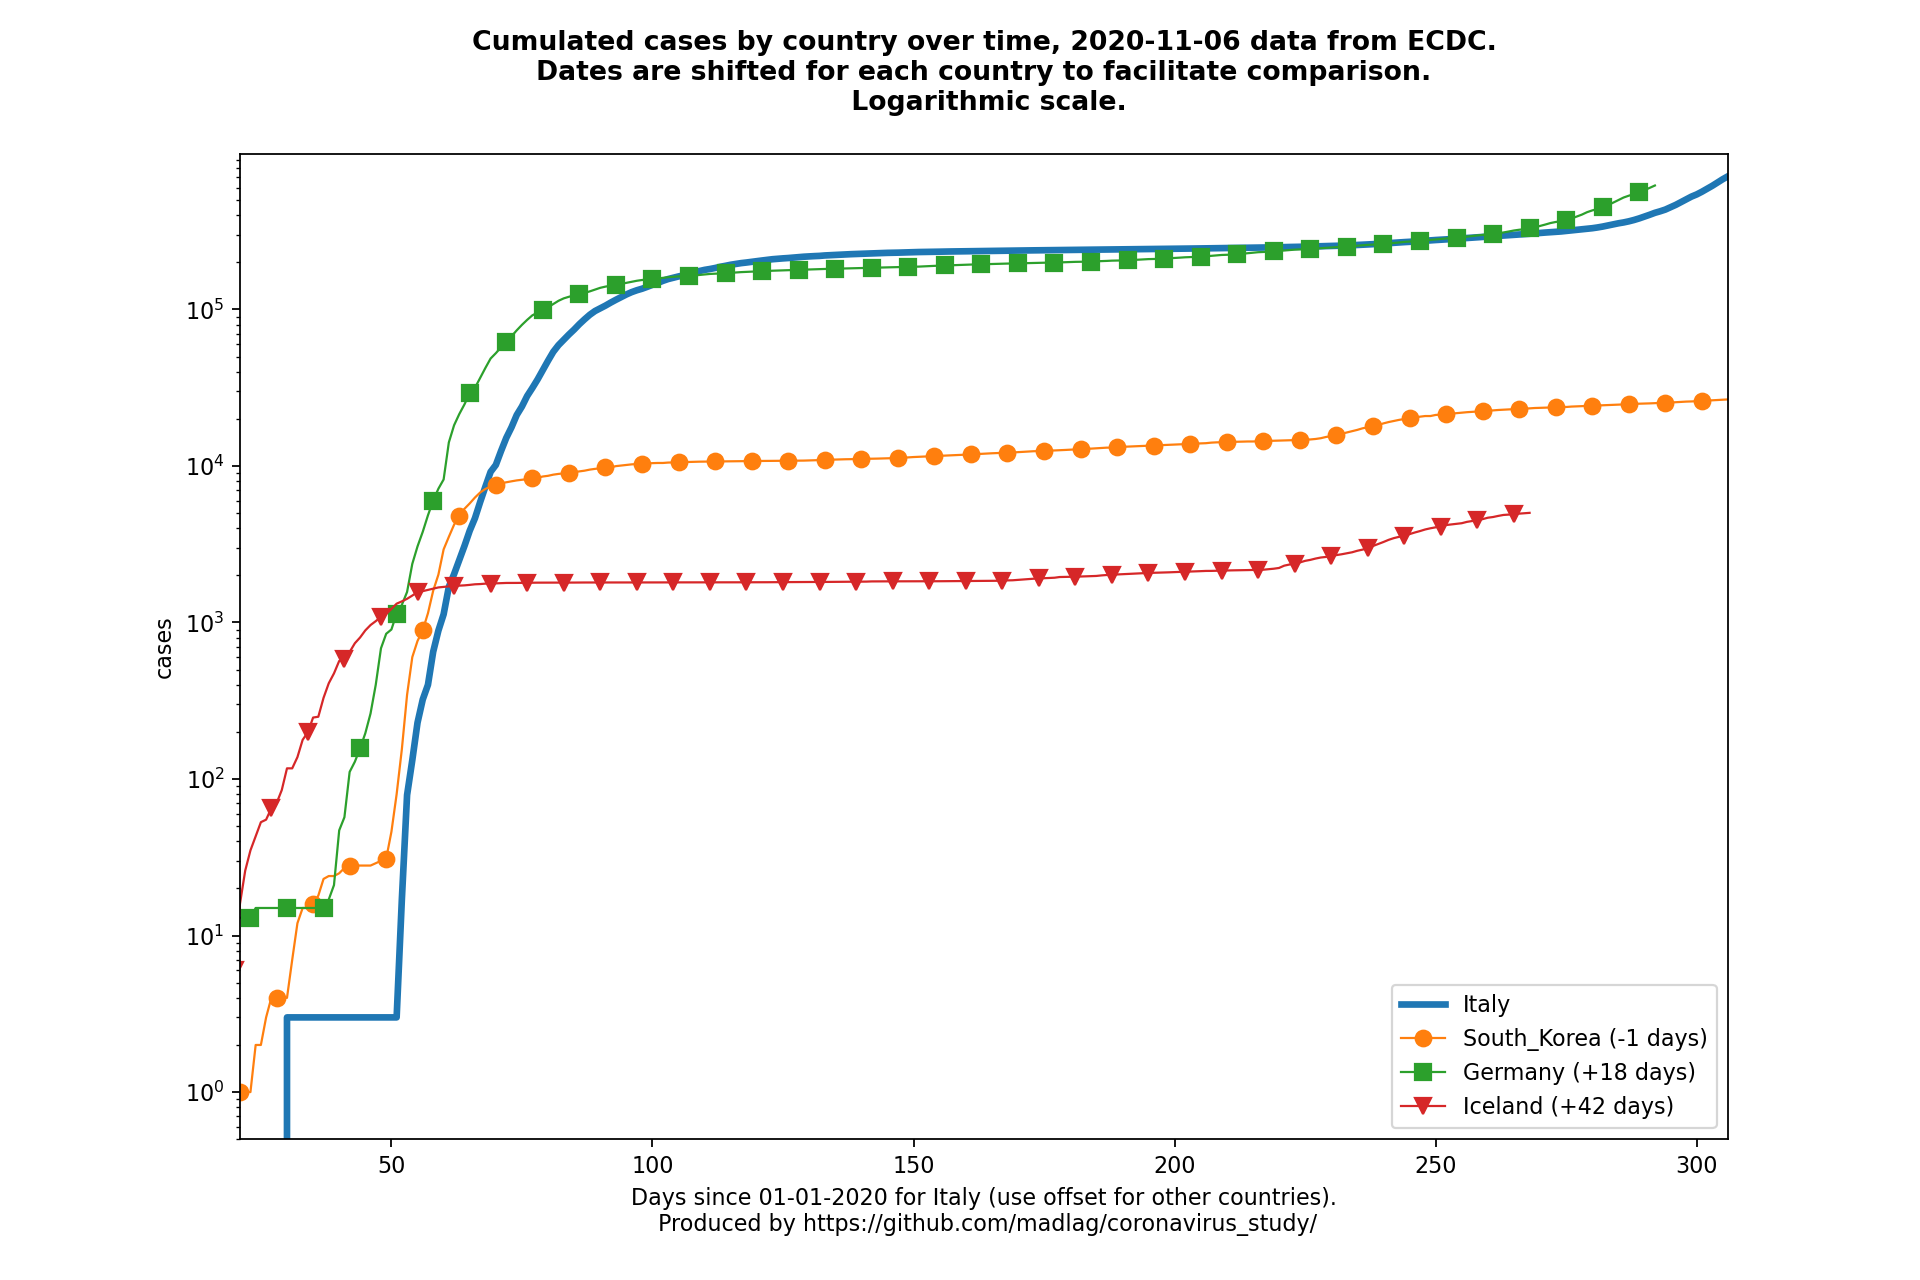 Cumulated cases by country over time, 2020-11-06 data from ECDC.
Dates are shifted for each country to facilitate comparison.
Logarithmic scale.
cases
10^5
10^4
10^3
10^2
10^1
10^0
50 100 150 200 250 300
Italy
South_Korea (-1 days)
Germany (+18 days)
Iceland (+42 days)
Days since 01-01-2020 for Italy (use offset for other countries).
Produced by https://github.com/madlag/coronavirus_study/